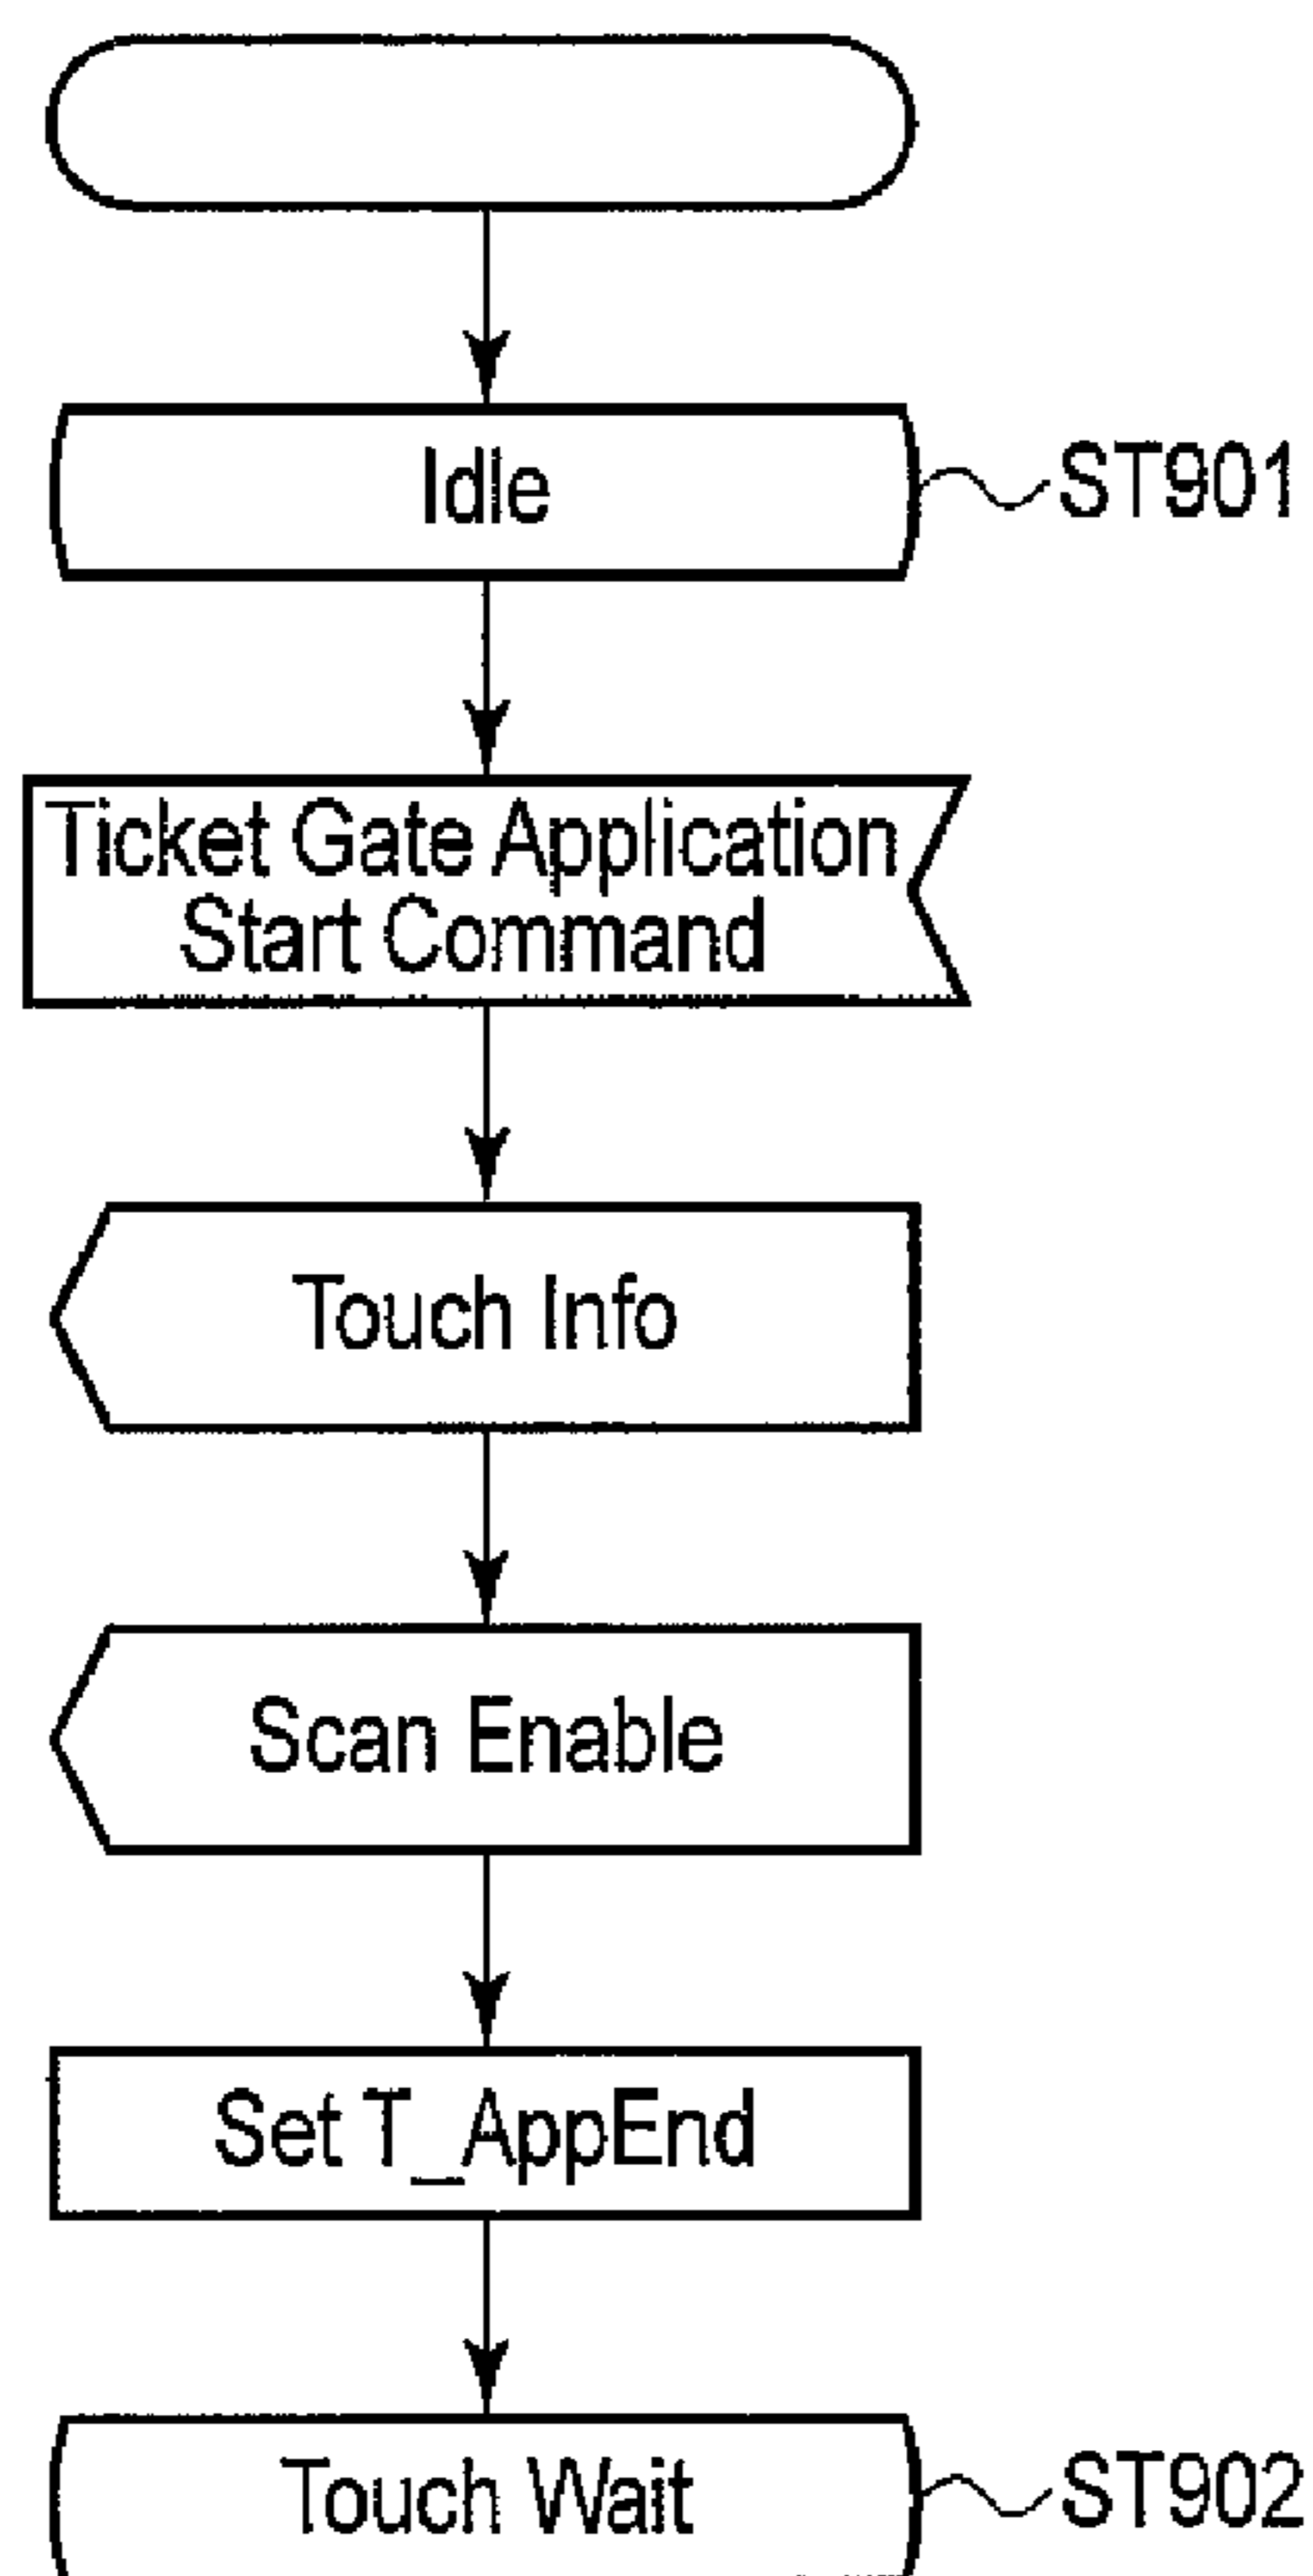 Idle
ST901
Ticket Gate Application
Start Command
Touch Info
Scan Enable
Set T_AppEnd
Touch Wait
ST902